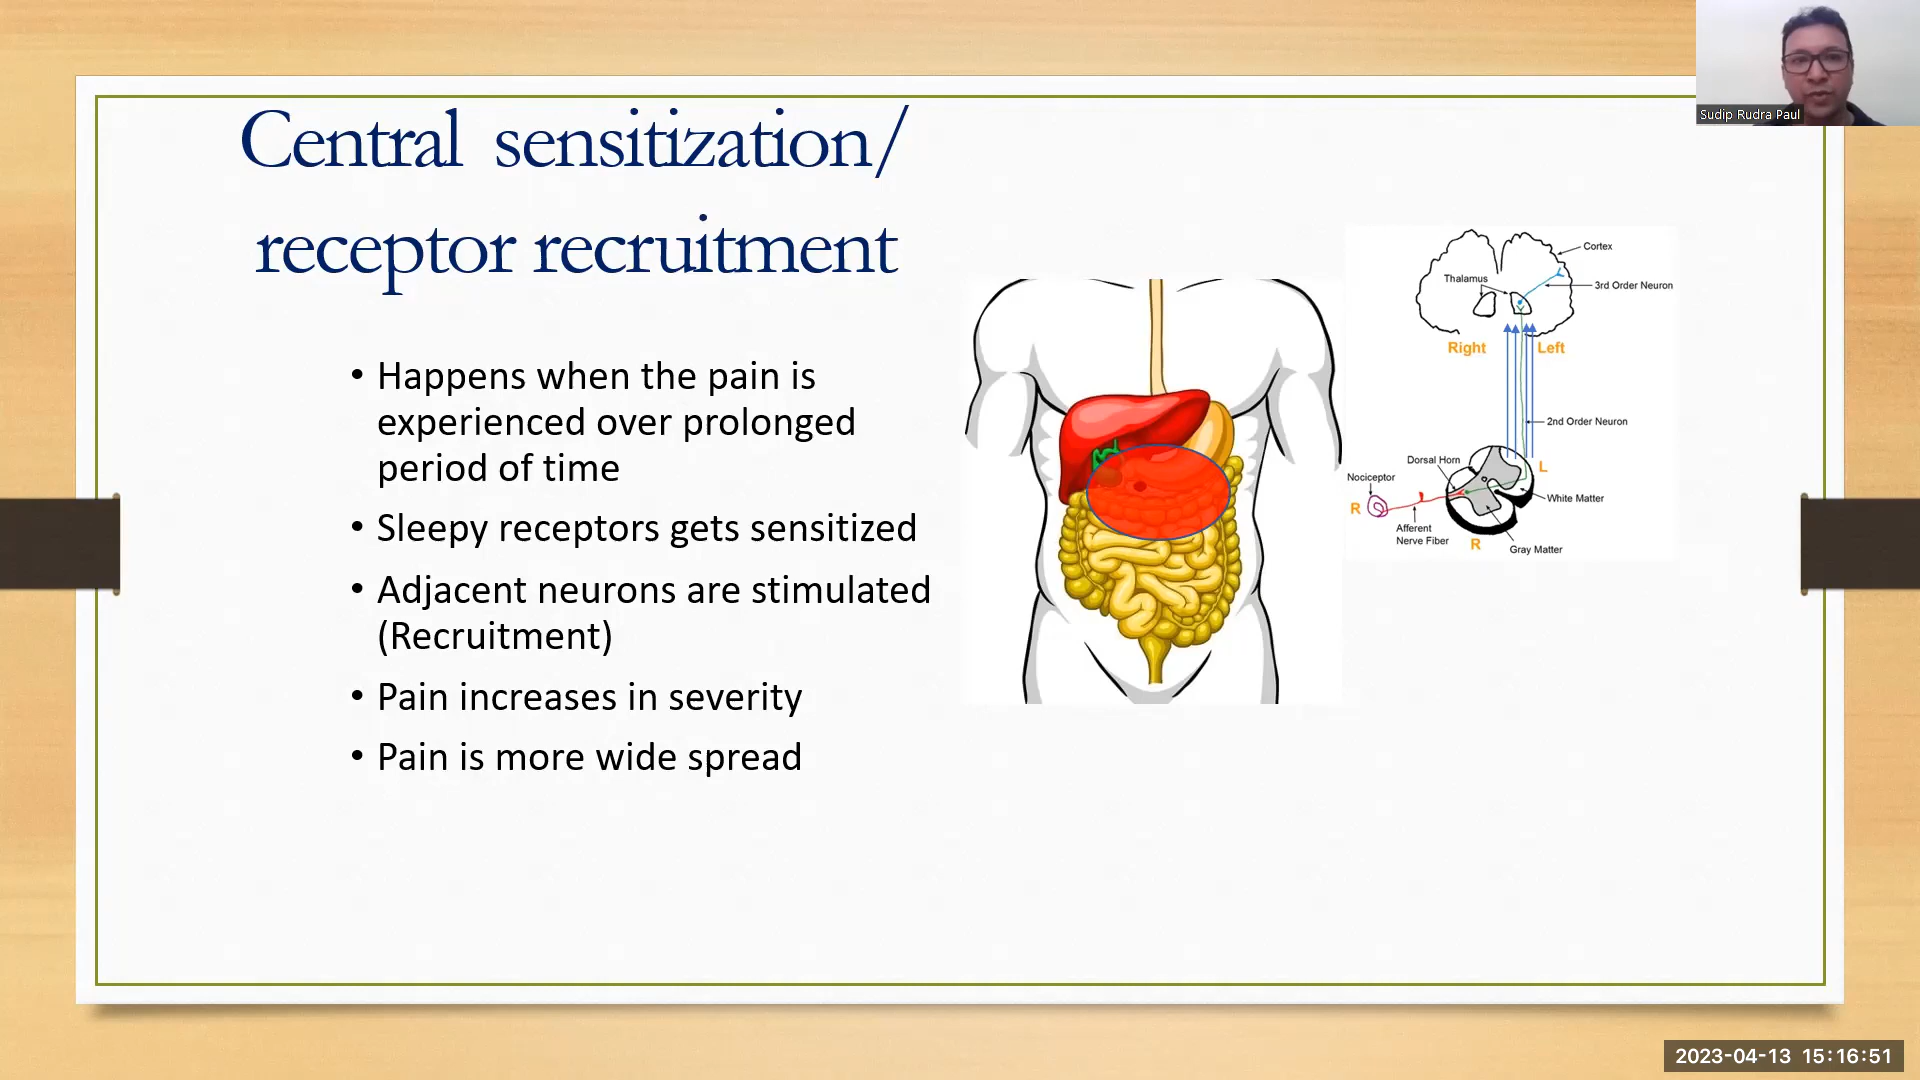 Central sensitization/
receptor recruitment
• Happens when the pain is
experienced over prolonged
period of time
• Sleepy receptors gets sensitized
• Adjacent neurons are stimulated
(Recruitment)
• Pain increases in severity
• Pain is more wide spread
Cortex
Thalamus
3rd Order Neuron
Right
Left
2nd Order Neuron
Dorsal Horn
L
Nociceptor
White Matter
R
Afferent
Nerve Fiber
R
Gray Matter
Sudip Rudra Paul
2023-04-13 15:16:51